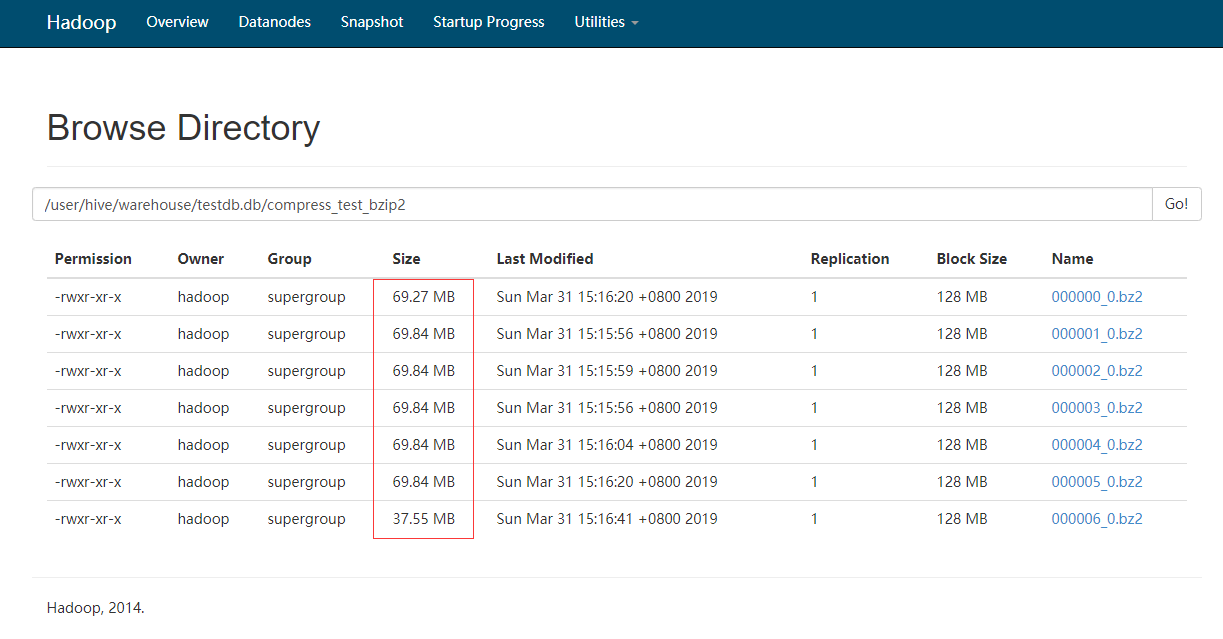 Hadoop Overview Datanodes Snapshot Startup Progress Utilities
Browse Directory
/user/hive/warehouse/testdb.db/compress_test_bzip2 Go!
Permission Owner Group Size Last Modified Replication Block Size Name
-rwxr-xr-x hadoop supergroup 69.27 MB Sun Mar 31 15:16:20 +0800 2019 1 128 MB 000000_0.bz2
-rwxr-xr-x hadoop supergroup 69.84 MB Sun Mar 31 15:15:56 +0800 2019 1 128 MB 000001_0.bz2
-rwxr-xr-x hadoop supergroup 69.84 MB Sun Mar 31 15:15:59 +0800 2019 1 128 MB 000002_0.bz2
-rwxr-xr-x hadoop supergroup 69.84 MB Sun Mar 31 15:15:56 +0800 2019 1 128 MB 000003_0.bz2
-rwxr-xr-x hadoop supergroup 69.84 MB Sun Mar 31 15:16:04 +0800 2019 1 128 MB 000004_0.bz2
-rwxr-xr-x hadoop supergroup 69.84 MB Sun Mar 31 15:16:20 +0800 2019 1 128 MB 000005_0.bz2
-rwxr-xr-x hadoop supergroup 37.55 MB Sun Mar 31 15:16:41 +0800 2019 1 128 MB 000006_0.bz2
Hadoop, 2014.